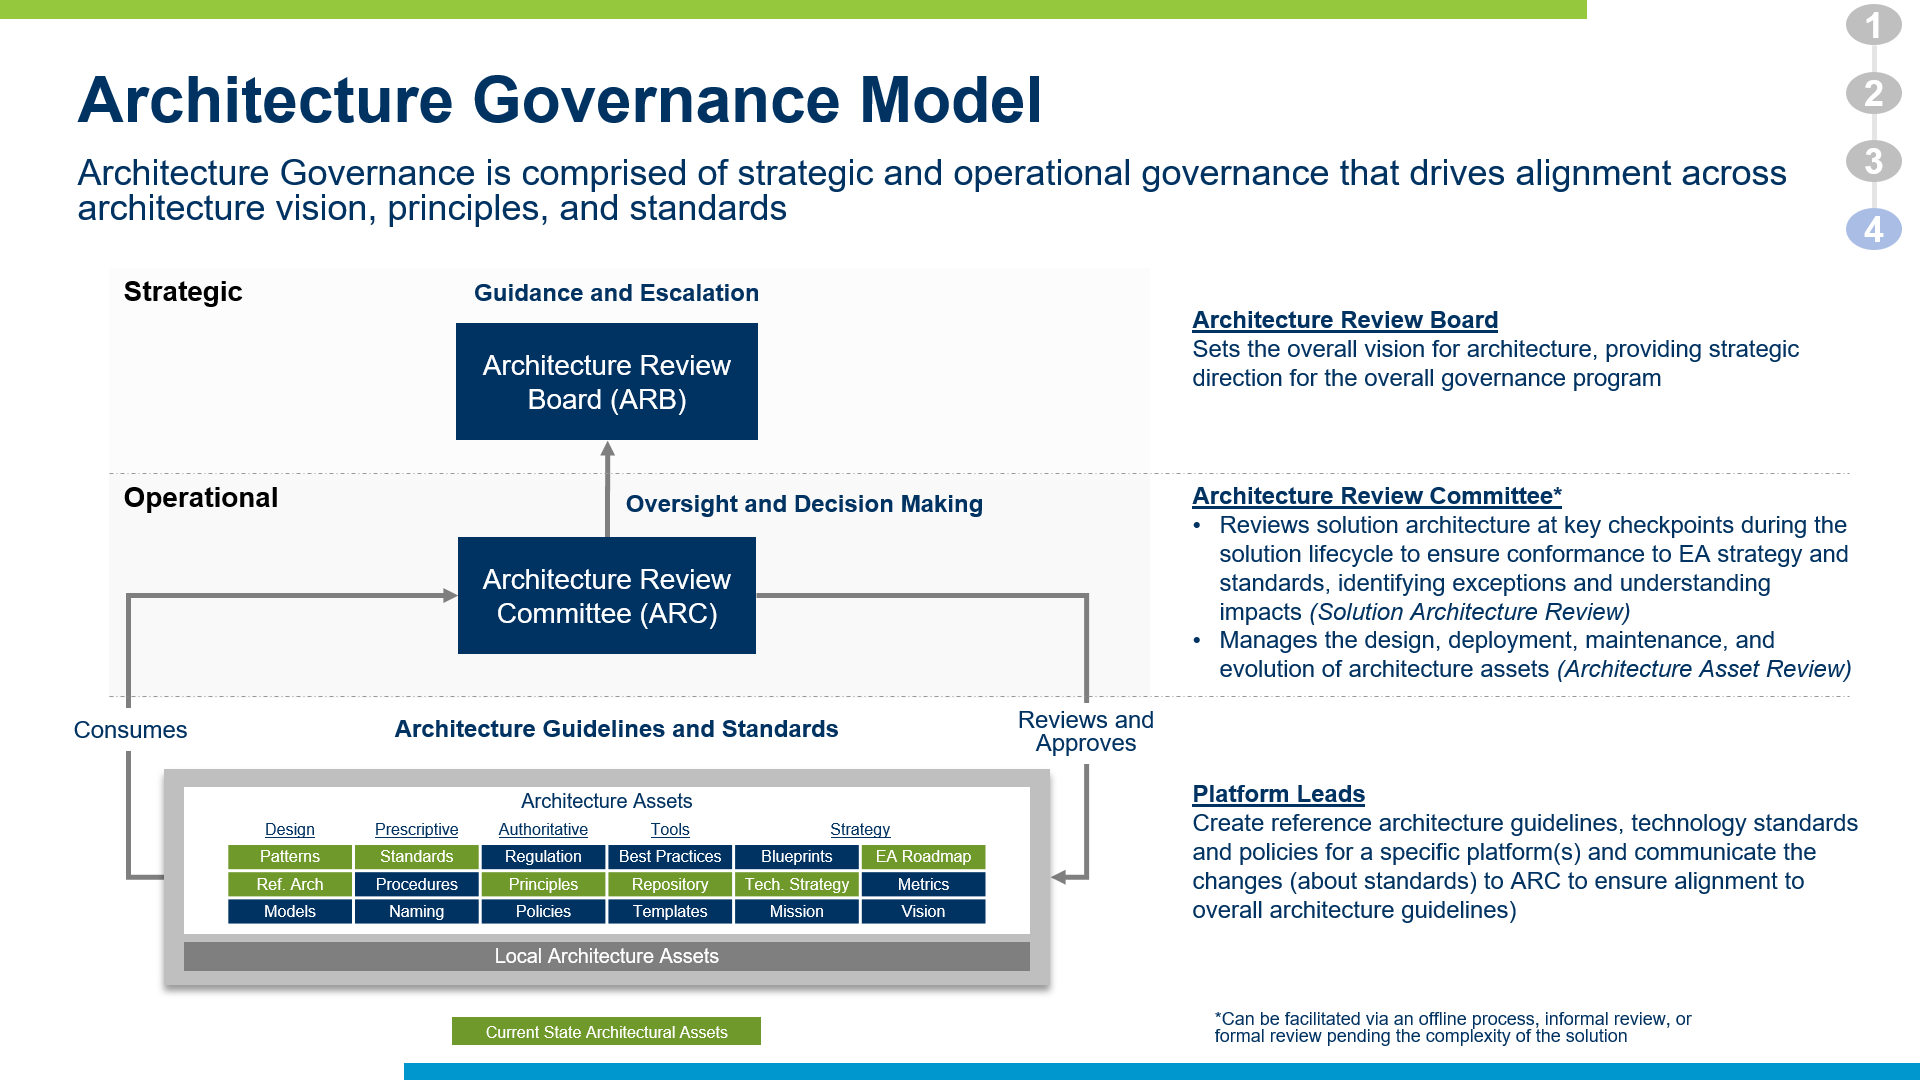 1
2
3
4
Architecture Governance Model
Architecture Governance is comprised of strategic and operational governance that drives alignment across
architecture vision, principles, and standards
Strategic
Guidance and Escalation
Architecture Review
Board (ARB)
Architecture Review Board
Sets the overall vision for architecture, providing strategic
direction for the overall governance program
Operational
Oversight and Decision Making
Architecture Review
Committee (ARC)
Architecture Review Committee*
• Reviews solution architecture at key checkpoints during the
solution lifecycle to ensure conformance to EA strategy and
standards, identifying exceptions and understanding
impacts (Solution Architecture Review)
• Manages the design, deployment, maintenance, and
evolution of architecture assets (Architecture Asset Review)
Consumes
Architecture Guidelines and Standards
Reviews and
Approves
Architecture Assets
Design Prescriptive Authoritative Tools Strategy
Patterns Standards Regulation Best Practices Blueprints EA Roadmap
Ref. Arch Procedures Principles Repository Tech. Strategy Metrics
Models Naming Policies Templates Mission Vision
Local Architecture Assets
Current State Architectural Assets
Platform Leads
Create reference architecture guidelines, technology standards
and policies for a specific platform(s) and communicate the
changes (about standards) to ARC to ensure alignment to
overall architecture guidelines)
*Can be facilitated via an offline process, informal review, or
formal review pending the complexity of the solution